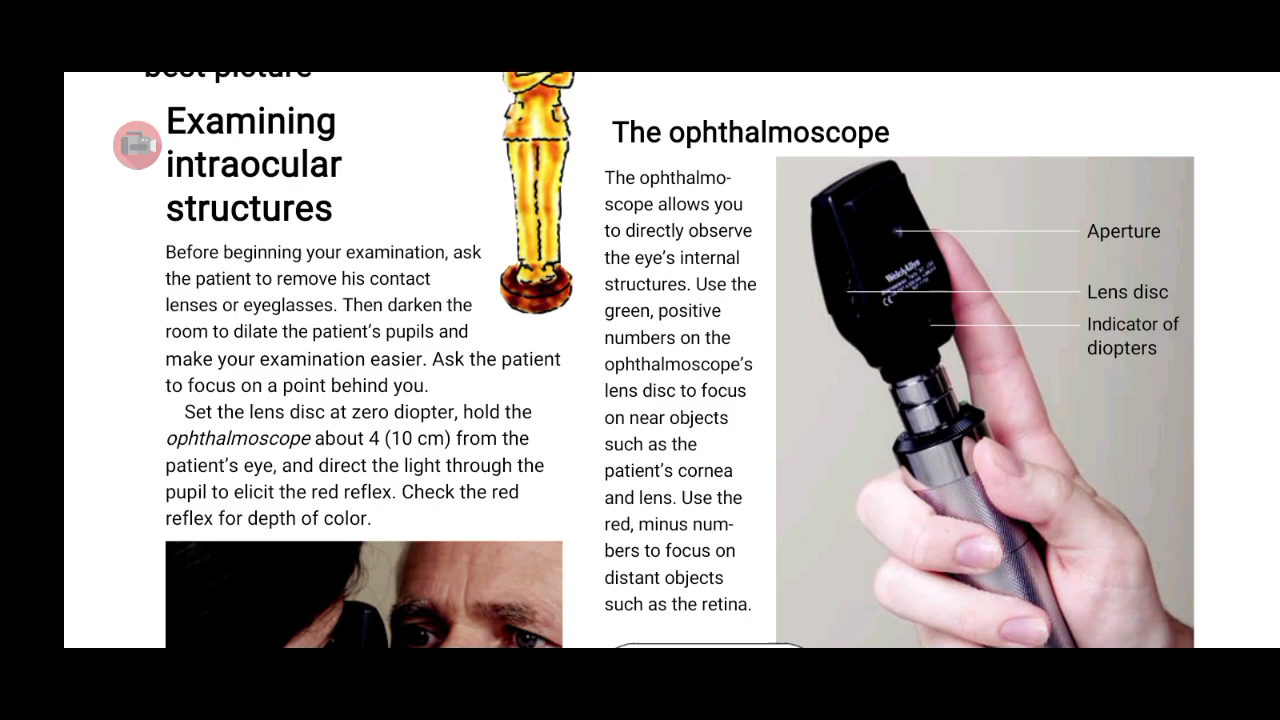 best picture
Examining
intraocular
structures
Before beginning your examination, ask
the patient to remove his contact
lenses or eyeglasses. Then darken the
room to dilate the patient’s pupils and
make your examination easier. Ask the patient
to focus on a point behind you.
Set the lens disc at zero diopter, hold the
ophthalmoscope about 4 (10 cm) from the
patient’s eye, and direct the light through the
pupil to elicit the red reflex. Check the red
reflex for depth of color.
The ophthalmoscope
The ophthalmo-
scope allows you
to directly observe
the eye’s internal
structures. Use the
green, positive
numbers on the
ophthalmoscope’s
lens disc to focus
on near objects
such as the
patient’s cornea
and lens. Use the
red, minus num-
bers to focus on
distant objects
such as the retina.
Aperture
Lens disc
Indicator of
diopters
WelchAllyn
CE